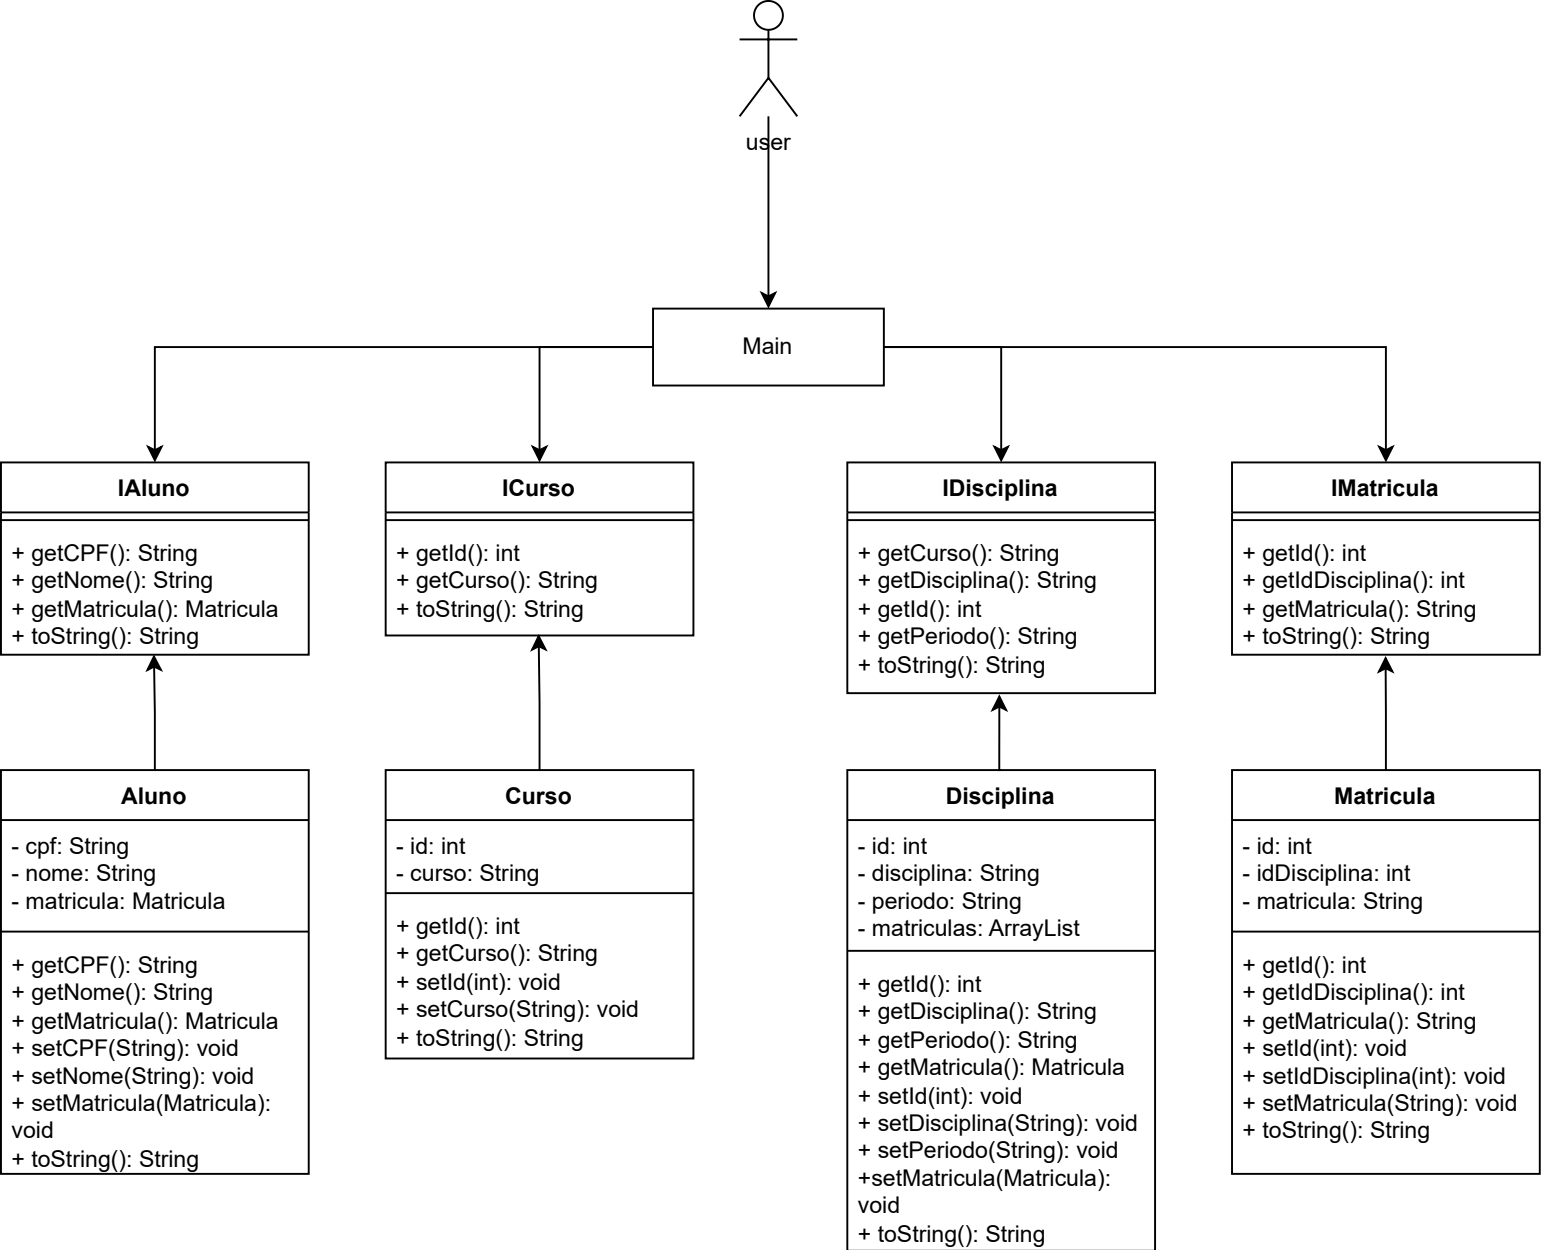 user
Main
IAluno
+ getCPF(): String
+ getNome(): String
+ getMatricula(): Matricula
+ toString(): String
ICurso
+ getId(): int
+ getCurso(): String
+ toString(): String
IDisciplina
+ getCurso(): String
+ getDisciplina(): String
+ getId(): int
+ getPeriodo(): String
+ toString(): String
IMatricula
+ getId(): int
+ getIdDisciplina(): int
+ getMatricula(): String
+ toString(): String
Aluno
- cpf: String
- nome: String
- matricula: Matricula
+ getCPF(): String
+ getNome(): String
+ getMatricula(): Matricula
+ setCPF(String): void
+ setNome(String): void
+ setMatricula(Matricula):
void
+ toString(): String
Curso
- id: int
- curso: String
+ getId(): int
+ getCurso(): String
+ setId(int): void
+ setCurso(String): void
+ toString(): String
Disciplina
- id: int
- disciplina: String
- periodo: String
- matriculas: ArrayList
+ getId(): int
+ getDisciplina(): String
+ getPeriodo(): String
+ getMatricula(): Matricula
+ setId(int): void
+ setDisciplina(String): void
+ setPeriodo(String): void
+setMatricula(Matricula):
void
+ toString(): String
Matricula
- id: int
- idDisciplina: int
- matricula: String
+ getId(): int
+ getIdDisciplina(): int
+ getMatricula(): String
+ setId(int): void
+ setIdDisciplina(int): void
+ setMatricula(String): void
+ toString(): String